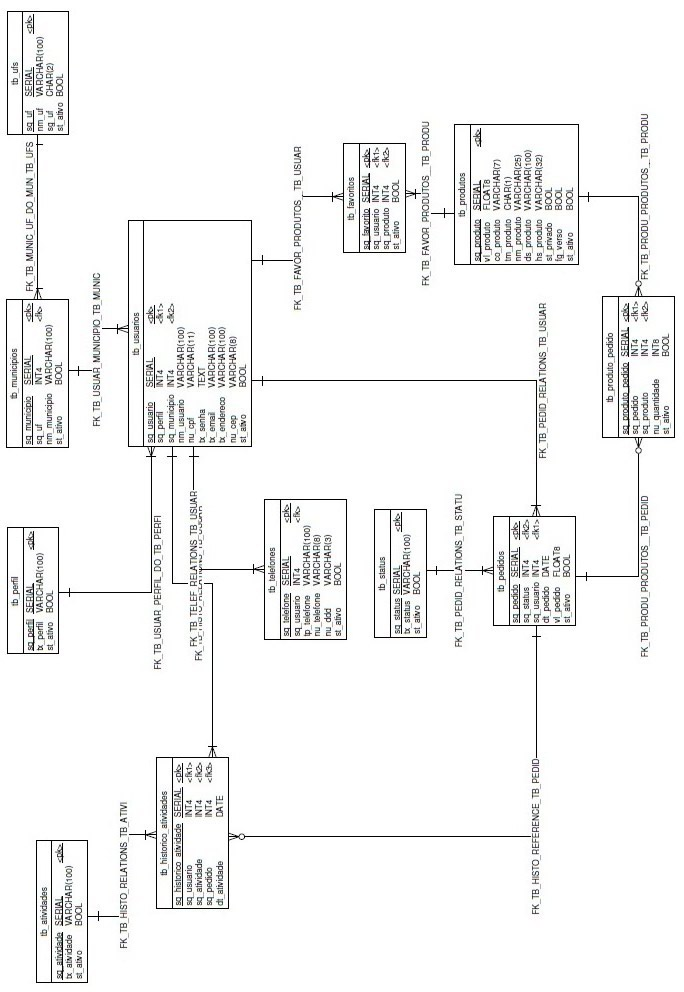 tb_atividades
sq_atividade SERIAL <pk>
tx_atividade VARCHAR(100)
st_ativo BOOL
FK_TB_HISTO_RELATIONS_TB_ATIVI
tb_historico_atividades
sq_historico_atividade SERIAL <pk>
sq_usuario INT4 <fk1>
sq_atividade INT4 <fk2>
sq_pedido INT4 <fk3>
dt_atividade DATE
FK_TB_HISTO_REFERENCE_TB_PEDID
tb_perfil
sq_perfil SERIAL <pk>
tx_perfil VARCHAR(100)
st_ativo BOOL
FK_TB_USUAR_PERFIL_DO_TB_PERFI
FK_TB_TELEF_RELATIONS_TB_USUAR
tb_telefones
sq_telefone SERIAL <pk>
sq_usuario INT4 <fk>
tp_telefone VARCHAR(100)
nu_telefone VARCHAR(8)
nu_ddd VARCHAR(3)
st_ativo BOOL
tb_status
sq_status SERIAL <pk>
tx_status VARCHAR(100)
st_ativo BOOL
FK_TB_PEDID_RELATIONS_TB_STATU
tb_pedidos
sq_pedido SERIAL <pk>
sq_status INT4 <fk2>
sq_usuario INT4 <fk1>
dt_pedido DATE
vl_pedido FLOAT8
st_ativo BOOL
FK_TB_PRODU_PRODUTOS__TB_PEDID
tb_municipios
sq_municipio SERIAL <pk>
sq_uf INT4 <fk>
nm_municipio VARCHAR(100)
st_ativo BOOL
FK_TB_USUAR_MUNICIPIO_TB_MUNIC
tb_usuarios
sq_usuario SERIAL <pk>
sq_perfil INT4 <fk1>
sq_municipio INT4 <fk2>
nm_usuario VARCHAR(100)
nu_cpf VARCHAR(11)
tx_senha TEXT
tx_email VARCHAR(100)
tx_endereco VARCHAR(100)
nu_cep VARCHAR(8)
st_ativo BOOL
FK_TB_PEDID_RELATIONS_TB_USUAR
tb_produto_pedido
sq_produto_pedido SERIAL <pk>
sq_pedido INT4 <fk1>
sq_produto INT4 <fk2>
nu_quantidade INT8
st_ativo BOOL
tb_ufs
sq_uf SERIAL <pk>
nm_uf VARCHAR(100)
sg_uf CHAR(2)
st_ativo BOOL
FK_TB_MUNIC_UF_DO_MUN_TB_UFS
FK_TB_FAVOR_PRODUTOS__TB_USUAR
tb_favoritos
sq_favorito SERIAL <pk>
sq_usuario INT4 <fk1>
sq_produto INT4 <fk2>
st_ativo BOOL
FK_TB_FAVOR_PRODUTOS__TB_PRODU
tb_produtos
sq_produto SERIAL <pk>
vl_produto FLOAT8
co_produto VARCHAR(7)
tm_produto CHAR(1)
nm_produto VARCHAR(25)
ds_produto VARCHAR(100)
hs_produto VARCHAR(32)
st_privado BOOL
fg_verso BOOL
st_ativo BOOL
FK_TB_PRODU_PRODUTOS__TB_PRODU